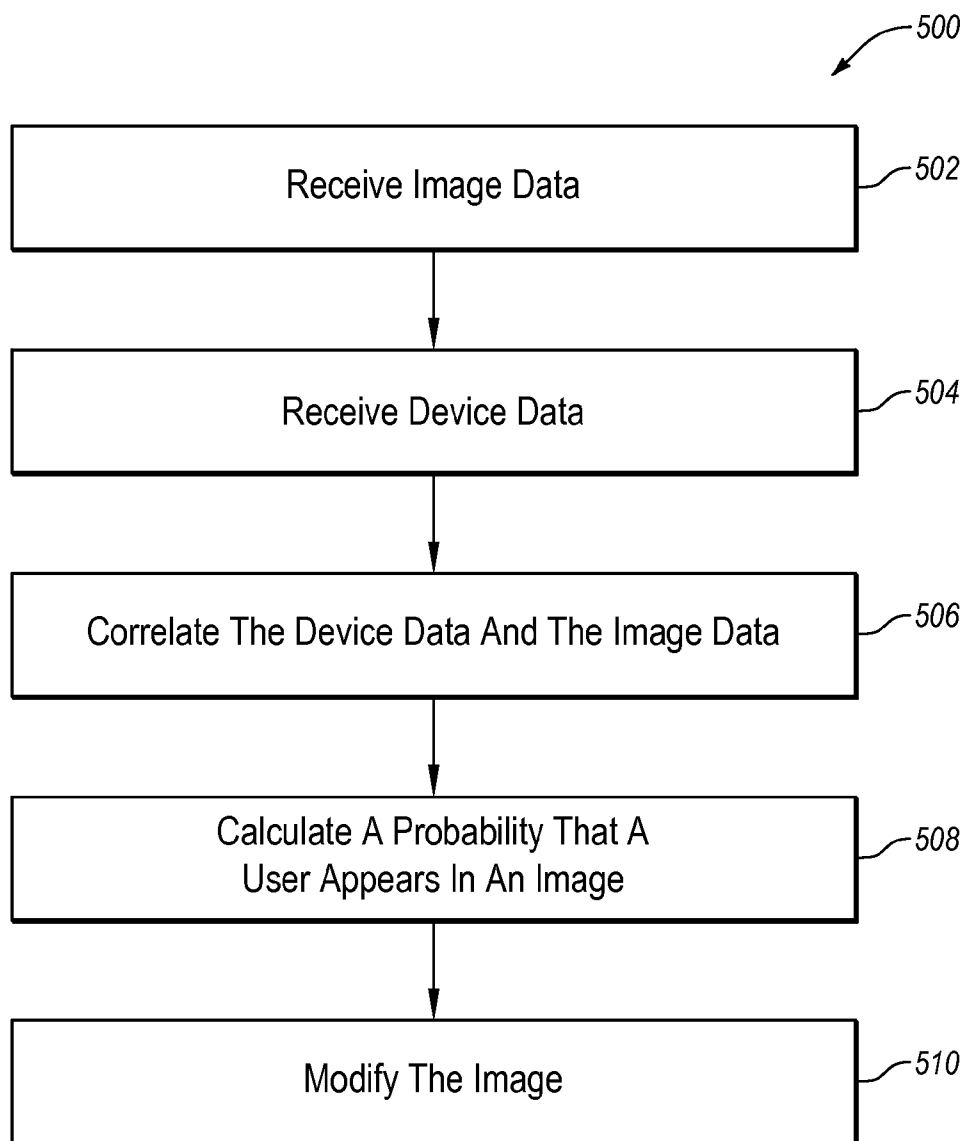 500
Receive Image Data
502
Receive Device Data
504
Correlate The Device Data And The Image Data
506
Calculate A Probability That A
User Appears In An Image
508
Modify The Image
510